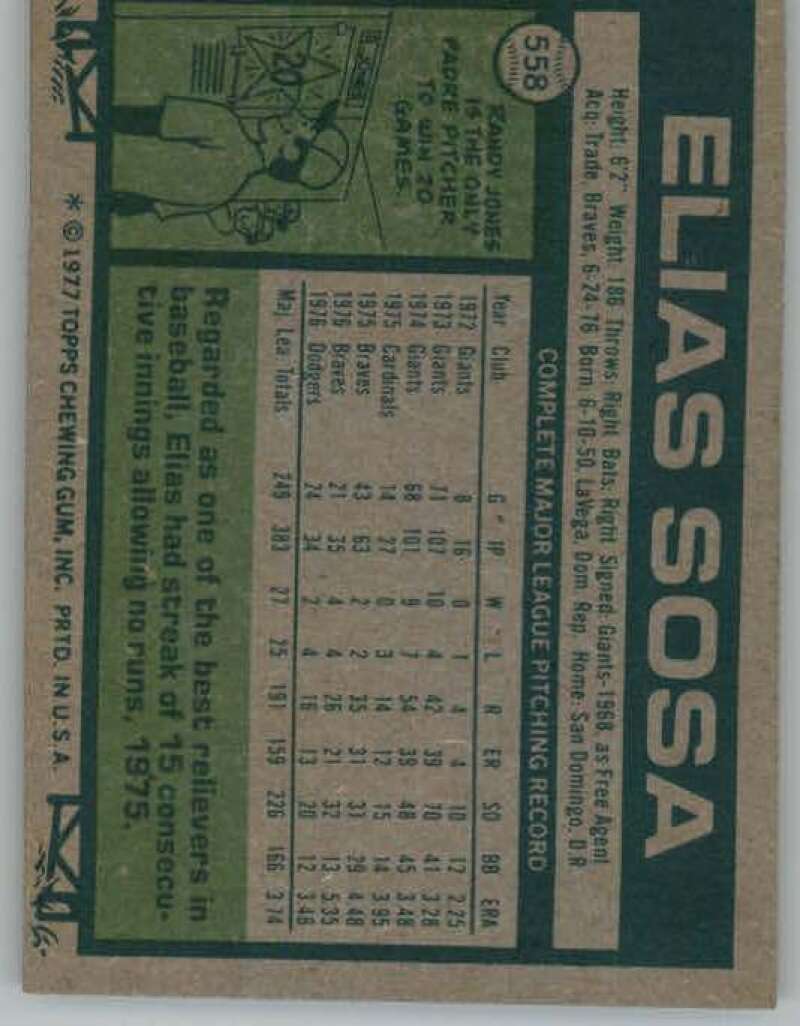 558
ELIAS SOSA
Height: 6'2" Weight: 186 Throws: Right Bats: Right Signed: Giants-1968 as Free Agent
Acq: Trade, Braves, 6-24-76 Born: 6-10-50, LaVega, Dom Rep. Home: San Domingo, D.R
COMPLETE MAJOR LEAGUE PITCHING RECORD
Year Club G IP W L R ER SO BB ERA
1972 Giants 8 16 0 1 4 4 10 12 2.25
1973 Giants 71 107 10 4 42 39 70 41 3.28
1974 Giants 68 101 9 7 54 39 48 45 3.48
1975 Cardinals 14 27 0 3 14 12 15 14 3.95
1975 Braves 43 63 2 2 35 31 31 29 4.48
1976 Braves 21 35 4 4 26 21 32 13 5.35
1976 Dodgers 24 34 2 4 16 13 20 12 3.46
Maj. Lea. Totals 249 383 27 25 191 159 226 166 3.74
RANDY JONES
IS THE ONLY
PADRE PITCHER
TO WIN 20
GAMES.
JONES
20
Regarded as one of the best relievers in
baseball, Elias had streak of 15 consecu-
tive innings allowing no runs, 1975.
* © 1977 TOPPS CHEWING GUM, INC. PRTD. IN U.S.A.